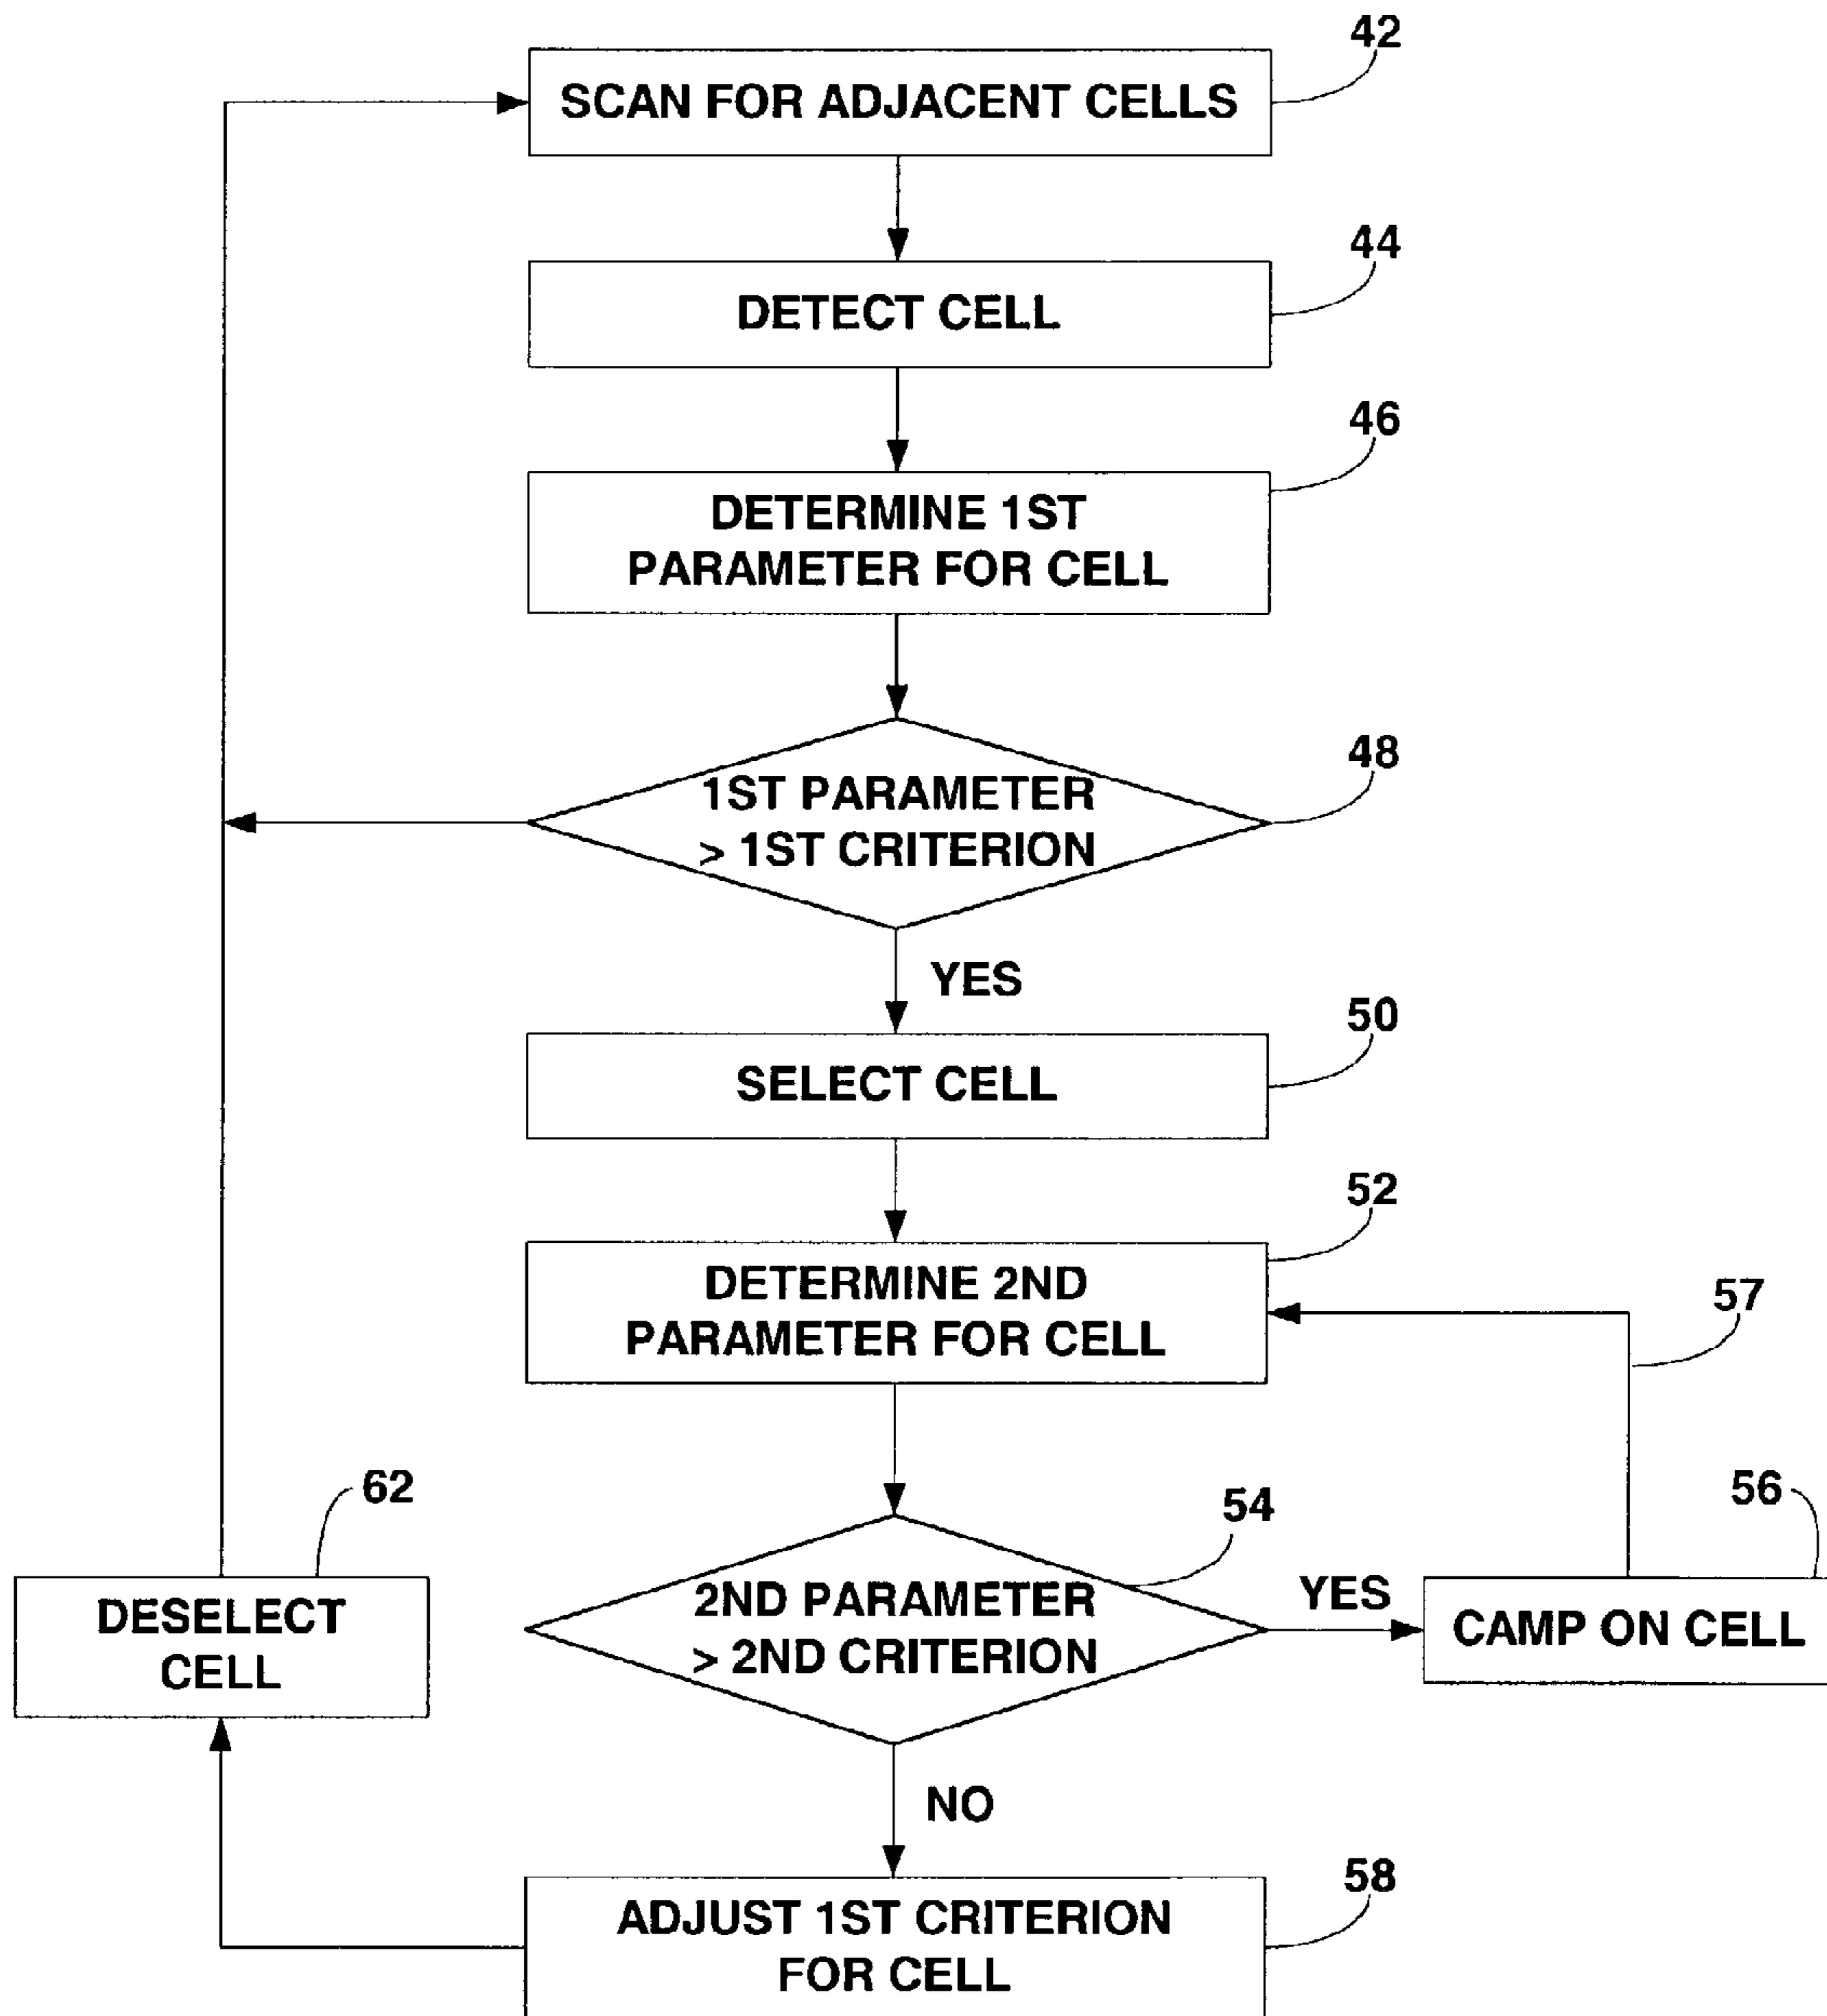 42
SCAN FOR ADJACENT CELLS
44
DETECT CELL
46
DETERMINE 1ST
PARAMETER FOR CELL
48
1ST PARAMETER
> 1ST CRITERION
YES
50
SELECT CELL
52
DETERMINE 2ND
PARAMETER FOR CELL
57
62
54
56
DESELECT
CELL
2ND PARAMETER
> 2ND CRITERION
YES
CAMP ON CELL
NO
58
ADJUST 1ST CRITERION
FOR CELL